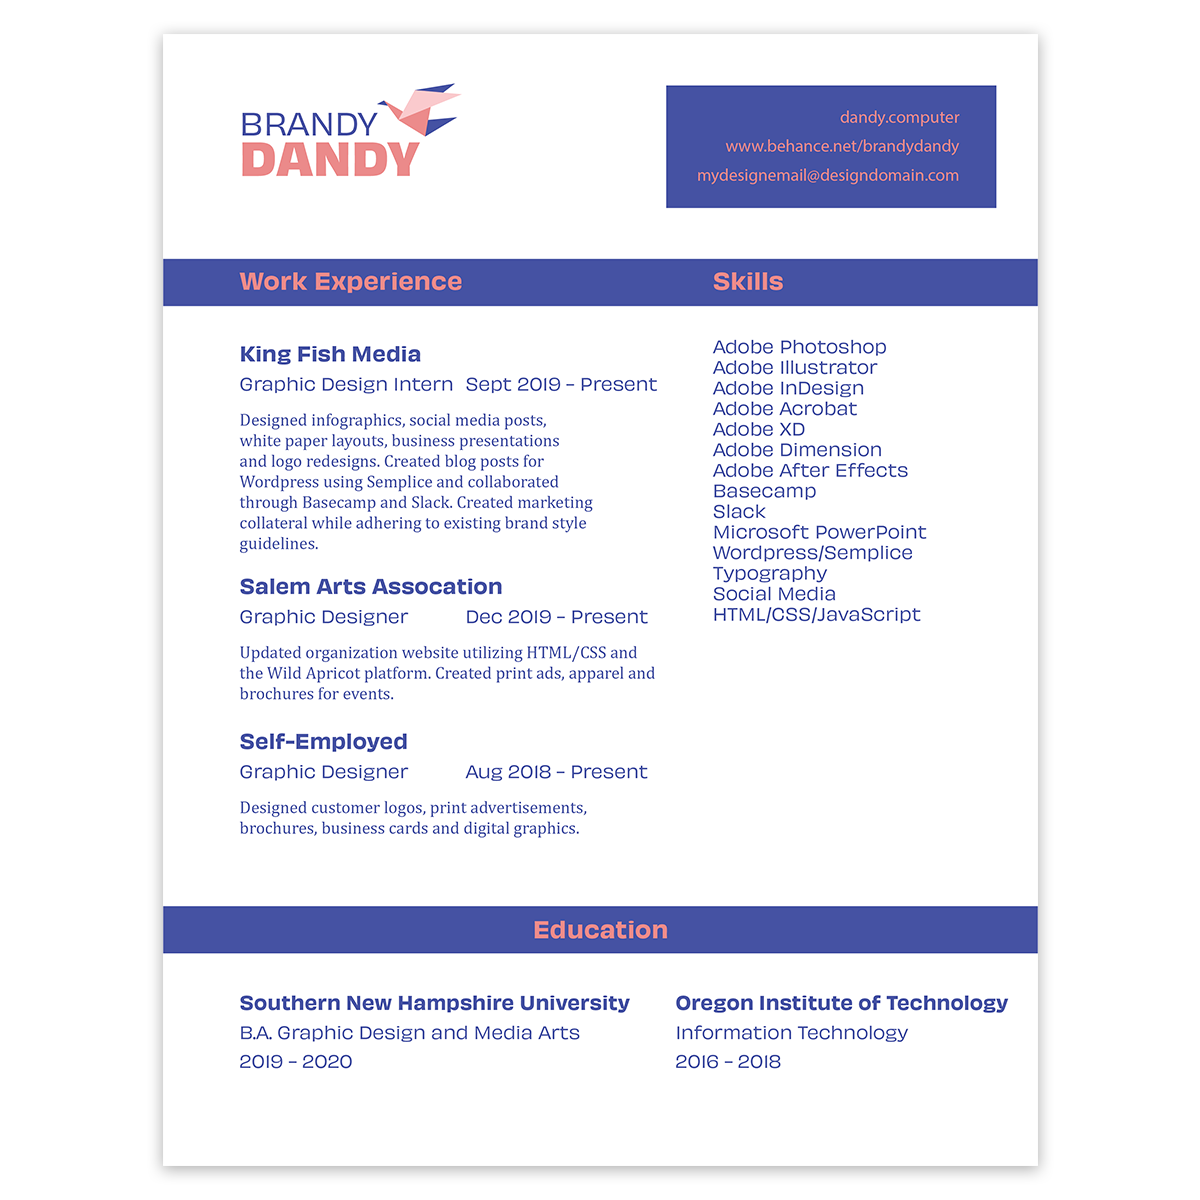 BRANDY
DANDY
dandy.computer
www.behance.net/brandydandy
mydesignemail@designdomain.com
Work Experience
King Fish Media
Graphic Design Intern Sept 2019 - Present
Designed infographics, social media posts,
white paper layouts, business presentations
and logo redesigns. Created blog posts for
Wordpress using Semplice and collaborated
through Basecamp and Slack. Created marketing
collateral while adhering to existing brand style
guidelines.
Salem Arts Assocation
Graphic Designer Dec 2019 - Present
Updated organization website utilizing HTML/CSS and
the Wild Apricot platform. Created print ads, apparel and
brochures for events.
Self-Employed
Graphic Designer Aug 2018 - Present
Designed customer logos, print advertisements,
brochures, business cards and digital graphics.
Skills
Adobe Photoshop
Adobe Illustrator
Adobe InDesign
Adobe Acrobat
Adobe XD
Adobe Dimension
Adobe After Effects
Basecamp
Slack
Microsoft PowerPoint
Wordpress/Semplice
Typography
Social Media
HTML/CSS/JavaScript
Education
Southern New Hampshire University
B.A. Graphic Design and Media Arts
2019 - 2020
Oregon Institute of Technology
Information Technology
2016 - 2018